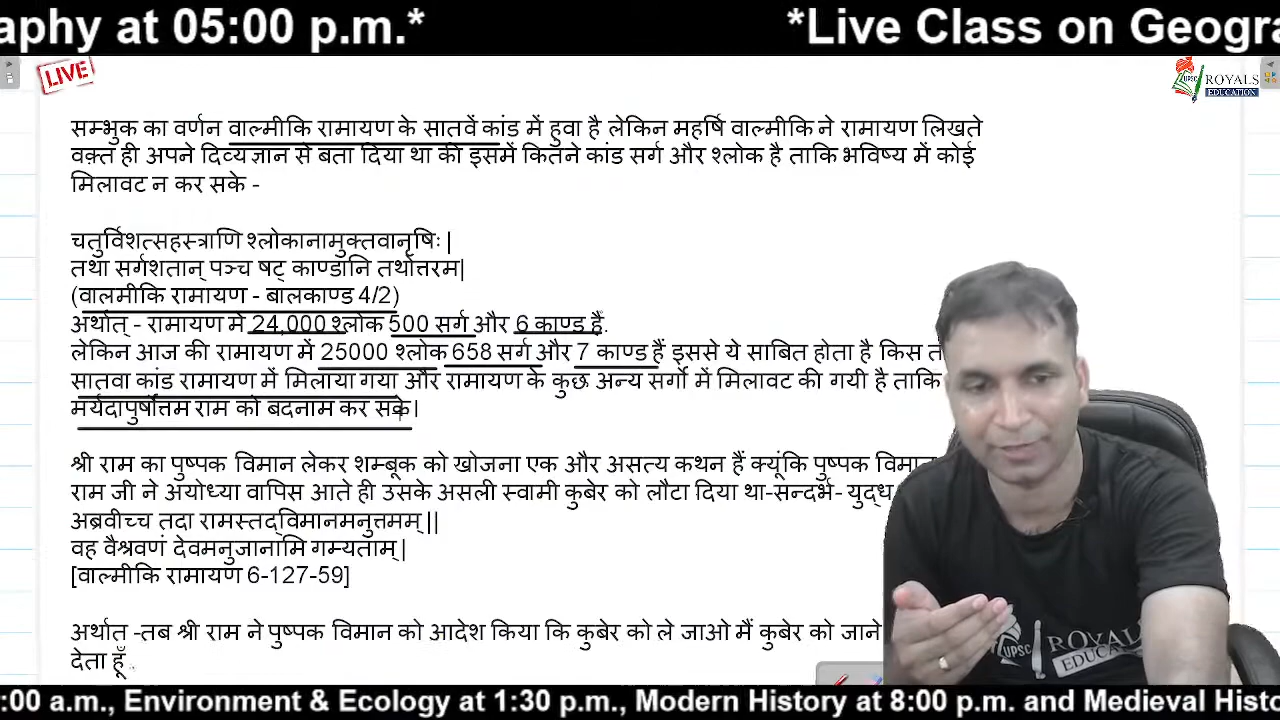 aphy at 05:00 p.m.* *Live Class on Geogra
LIVE
UPSC ROYALS
EDUCATION
सम्भुक का वर्णन वाल्मीकि रामायण के सातवें कांड में हुवा है लेकिन महर्षि वाल्मीकि ने रामायण लिखते
वक़्त ही अपने दिव्यज्ञान से बता दिया था की इसमें कितने कांड सर्ग और श्लोक है ताकि भविष्य में कोई
मिलावट न कर सके -
चतुर्विशत्सहस्त्राणि श्लोकानामुक्तवानृषिः |
तथा सर्गशतान् पञ्च षट् काण्डानि तथोत्तरम|
(वालमीकि रामायण - बालकाण्ड 4/2)
अर्थात् - रामायण मे 24,000 श्लोक 500 सर्ग और 6 काण्ड हैं.
लेकिन आज की रामायण में 25000 श्लोक 658 सर्ग और 7 काण्ड हैं इससे ये साबित होता है किस त
सातवा कांड रामायण में मिलाया गया और रामायण के कुछ अन्य सर्गो में मिलावट की गयी है ताकि
मर्यदापुर्षोत्तम राम को बदनाम कर सके|
श्री राम का पुष्पक विमान लेकर शम्बूक को खोजना एक और असत्य कथन हैं क्यूंकि पुष्पक विमान
राम जी ने अयोध्या वापिस आते ही उसके असली स्वामी कुबेर को लौटा दिया था-सन्दर्भ- युद्ध
अब्रवीच्च तदा रामस्तद्विमानमनुत्तमम् ||
वह वैश्रवणं देवमनुजानामि गम्यताम् |
[वाल्मीकि रामायण 6-127-59]
अर्थात -तब श्री राम ने पुष्पक विमान को आदेश किया कि कुबेर को ले जाओ मैं कुबेर को जाने
देता हूँ .
UPSC ROYAL
EDUCA
:00 a.m., Environment & Ecology at 1:30 p.m., Modern History at 8:00 p.m. and Medieval Histo